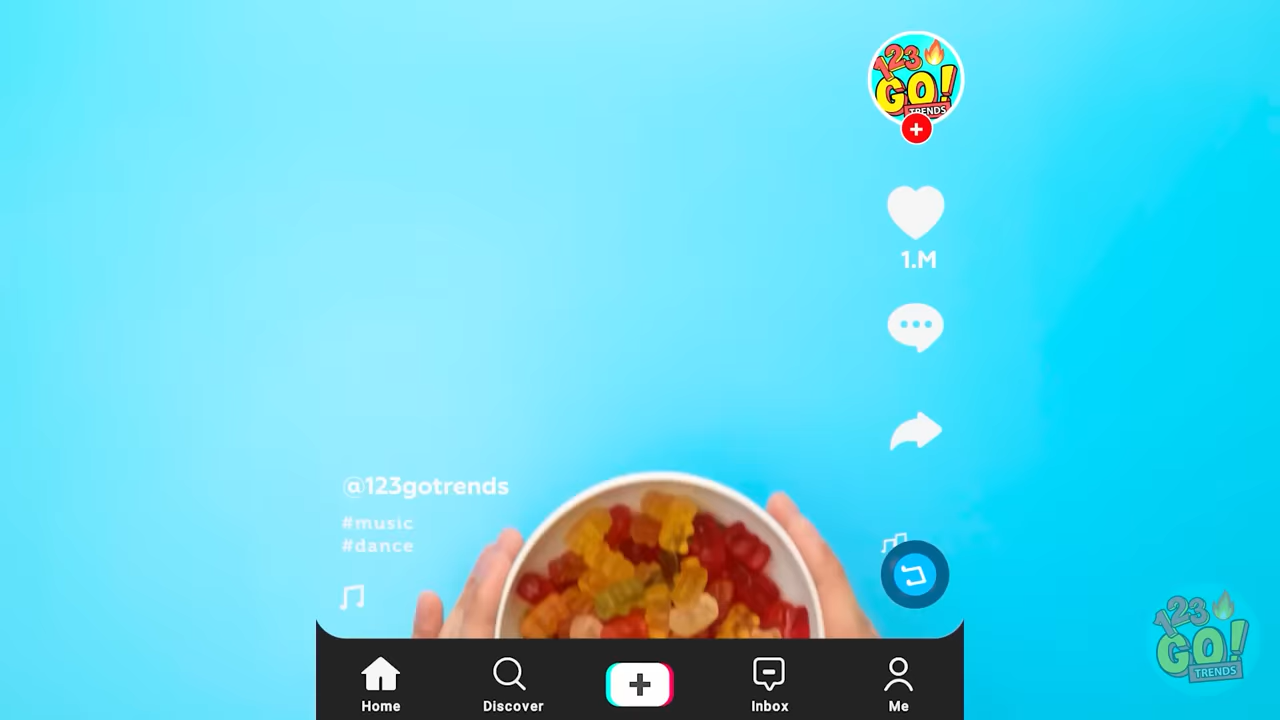 123
GO!
TRENDS
1.M
@123gotrends
#music
#dance
123
GO!
TRENDS
Home
Discover
Inbox
Me